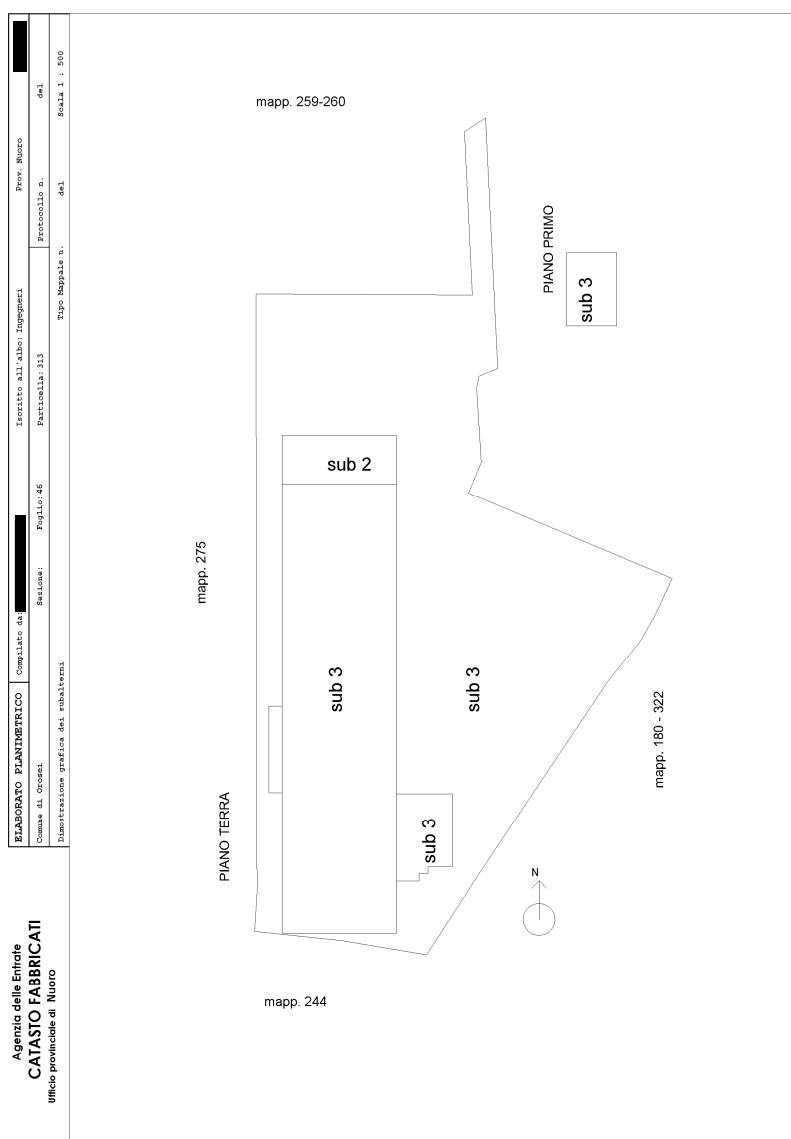 Agenzia delle Entrate
CATASTO FABBRICATI
Ufficio provinciale di Nuoro
ELABORATO PLANIMETRICO
Compilato da:
Iscritto all'albo: Ingegneri
Prov. Nuoro
Comune di Orosei
Sezione:
Foglio: 46
Particella: 313
Protocollo n.
del
Dimostrazione grafica dei subalterni
Tipo Mappale n.
del
Scala 1 : 500
mapp. 259-260
PIANO PRIMO
sub 3
sub 2
mapp. 275
sub 3
sub 3
mapp. 180 - 322
PIANO TERRA
sub 3
N
mapp. 244